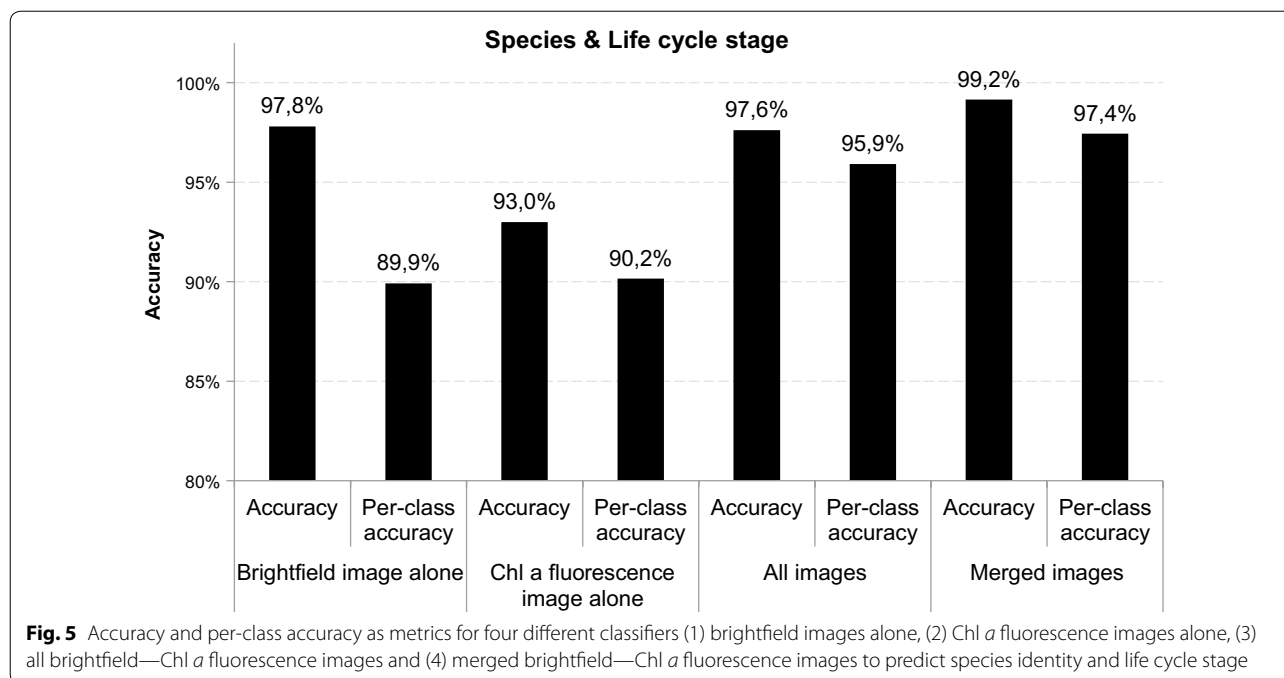 Species & Life cycle stage
100%
95%
90%
85%
80%
Accuracy
97,8%
89,9%
93,0%
90,2%
97,6%
95,9%
99,2%
97,4%
Accuracy
Per-class
accuracy
Accuracy
Per-class
accuracy
Accuracy
Per-class
accuracy
Accuracy
Per-class
accuracy
Brightfield image alone
Chl a fluorescence
image alone
All images
Merged images
Fig. 5 Accuracy and per-class accuracy as metrics for four different classifiers (1) brightfield images alone, (2) Chl a fluorescence images alone, (3)
all brightfield—Chl a fluorescence images and (4) merged brightfield—Chl a fluorescence images to predict species identity and life cycle stage